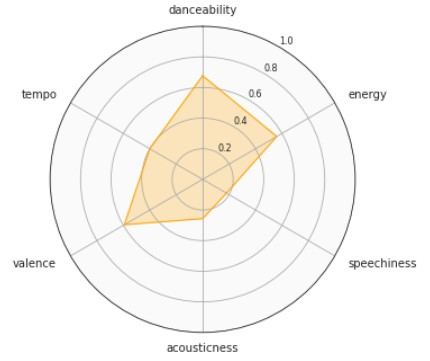 danceability
1.0
0.8
tempo
0.6
energy
0.4
0.2
valence
speechiness
acousticness